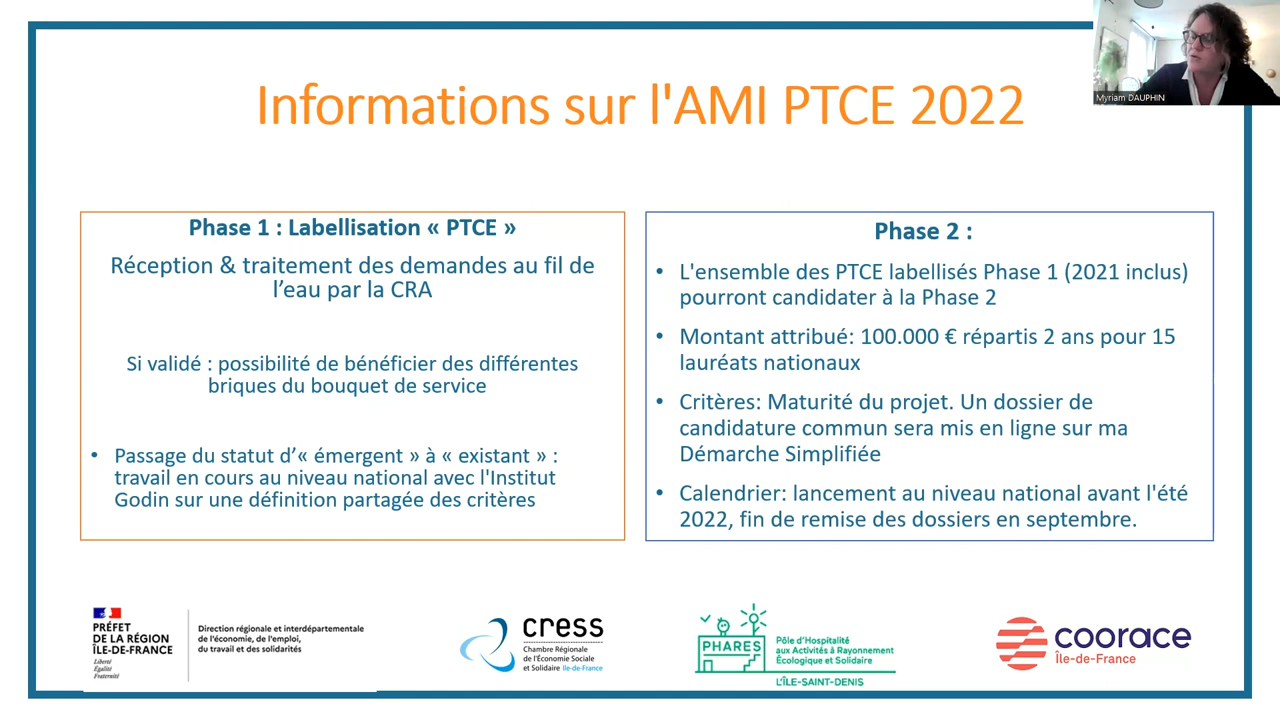 Myriam DAUPHIN
Informations sur l'AMI PTCE 2022
Phase 1 : Labellisation « PTCE »
Réception & traitement des demandes au fil de
l’eau par la CRA
Si validé : possibilité de bénéficier des différentes
briques du bouquet de service
• Passage du statut d’« émergent » à « existant » :
travail en cours au niveau national avec l'Institut
Godin sur une définition partagée des critères
Phase 2 :
• L'ensemble des PTCE labellisés Phase 1 (2021 inclus)
pourront candidater à la Phase 2
• Montant attribué: 100.000 € répartis 2 ans pour 15
lauréats nationaux
• Critères: Maturité du projet. Un dossier de
candidature commun sera mis en ligne sur ma
Démarche Simplifiée
• Calendrier: lancement au niveau national avant l'été
2022, fin de remise des dossiers en septembre.
PRÉFET
DE LA RÉGION
ÎLE-DE-FRANCE
Liberté
Égalité
Fraternité
Direction régionale et interdépartementale
de l'économie, de l'emploi,
du travail et des solidarités
cress
Chambre Régionale
de l'Économie Sociale
et Solidaire Ile-de-France
PHARES
Pôle d'Hospitalité
aux Activités à Rayonnement
Écologique et Solidaire
L'ÎLE-SAINT-DENIS
coorace
Île-de-France